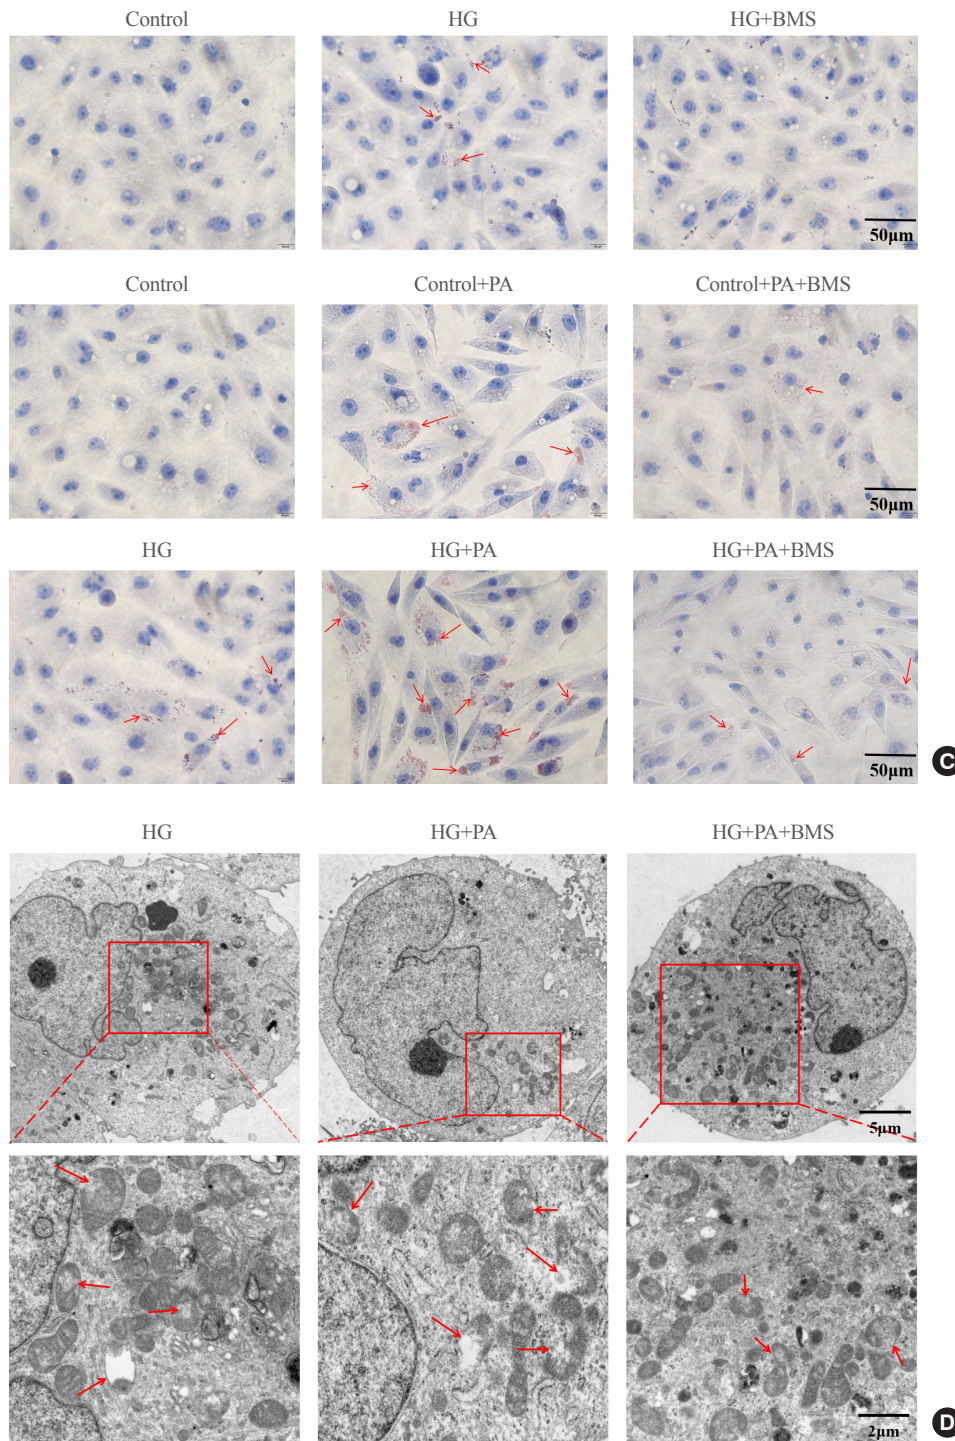 Control HG HG+BMS
50µm
Control Control+PA Control+PA+BMS
50µm
HG HG+PA HG+PA+BMS
50µm
C
HG HG+PA HG+PA+BMS
5µm
2µm
D